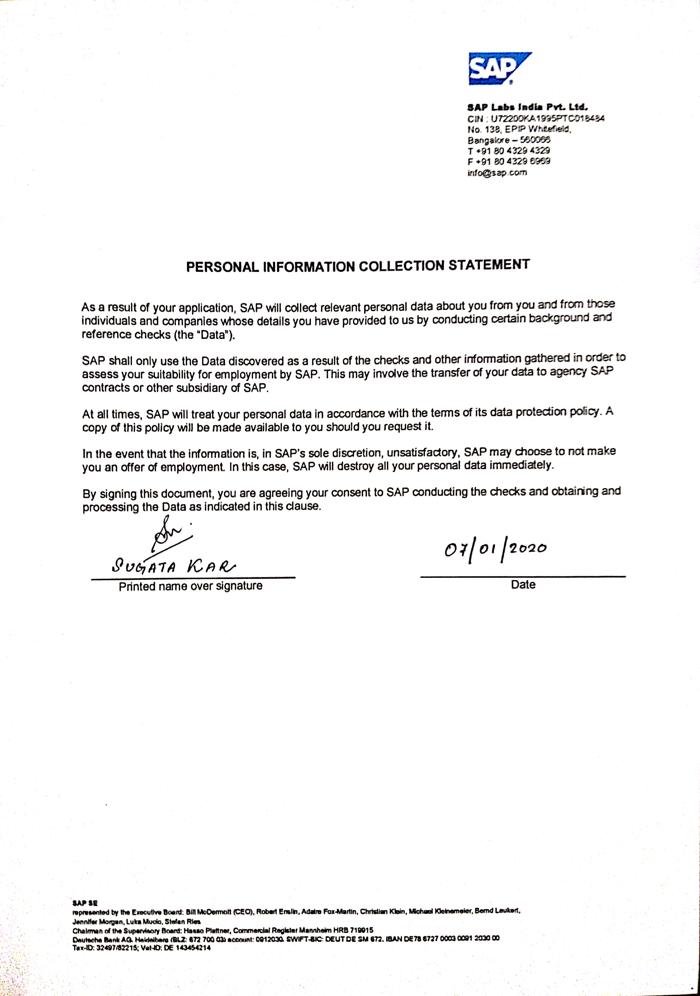 SAP
SAP Labs India Pvt. Ltd.
CIN : U72200KA1995PTC018484
No. 138, EPIP Whitefield,
Bangalore – 560066
T +91 80 4329 4329
F +91 80 4329 6969
info@sap.com
PERSONAL INFORMATION COLLECTION STATEMENT
As a result of your application, SAP will collect relevant personal data about you from you and from those
individuals and companies whose details you have provided to us by conducting certain background and
reference checks (the "Data").
SAP shall only use the Data discovered as a result of the checks and other information gathered in order to
assess your suitability for employment by SAP. This may involve the transfer of your data to agency SAP
contracts or other subsidiary of SAP.
At all times, SAP will treat your personal data in accordance with the terms of its data protection policy. A
copy of this policy will be made available to you should you request it.
In the event that the information is, in SAP's sole discretion, unsatisfactory, SAP may choose to not make
you an offer of employment. In this case, SAP will destroy all your personal data immediately.
By signing this document, you are agreeing your consent to SAP conducting the checks and obtaining and
processing the Data as indicated in this clause.
SUGATA KAR
07/01/2020
Printed name over signature
Date
SAP SE
represented by the Executive Board: Bill McDermott (CEO), Robert Enslin, Adaire Fox-Martin, Christian Klein, Michael Kleinemeier, Bernd Leukert,
Jennifer Morgan, Luka Mucic, Stefan Ries
Chairman of the Supervisory Board: Hasso Plattner, Commercial Register Mannheim HRB 719915
Deutsche Bank AG. Heidelberg (BLZ: 672 700 03) account: 0912030. SWIFT-BIC: DEUT DE SM 672. IBAN DE78 6727 0003 0091 2030 00
Tax-ID: 32497/82215; Vat-ID: DE 143454214